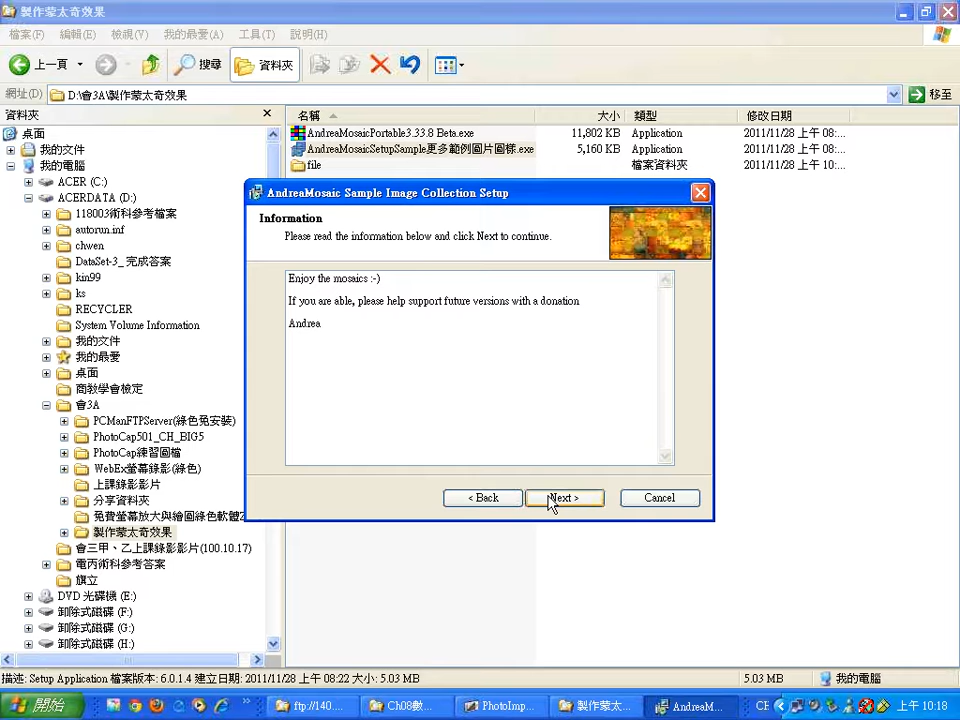 製作蒙太奇效果
檔案(F) 編輯(E) 檢視(V) 我的最愛(A) 工具(T) 說明(H)
上一頁 搜尋 資料夾
網址(D) D:\會3A\製作蒙太奇效果 移至
資料夾 名稱 大小 類型 修改日期
桌面
AndreaMosaicPortable3.33.8 Beta.exe 11,802 KB Application 2011/11/28 上午 08:...
我的文件
AndreaMosaicSetupSample更多範例圖片圖樣.exe 5,160 KB Application 2011/11/28 上午 08:...
我的電腦
file 檔案資料夾 2011/11/28 上午 10:...
ACER (C:)
ACERDATA (D:)
118003術科參考檔案
autorun.inf
chwen
DataSet-3_完成答案
kin99
ks
RECYCLER
System Volume Information
我的文件
我的最愛
桌面
商教學會檢定
會3A
PCManFTPServer(綠色免安裝)
PhotoCap501_CH_BIG5
PhotoCap練習圖檔
WebEx螢幕錄影(綠色)
上課錄影影片
分享資料夾
免費螢幕放大與繪圖綠色軟體Z
製作蒙太奇效果
會三甲、乙上課錄影影片(100.10.17)
電丙術科參考答案
旗立
DVD 光碟機 (E:)
卸除式磁碟 (F:)
卸除式磁碟 (G:)
卸除式磁碟 (H:)
AndreaMosaic Sample Image Collection Setup
Information
Please read the information below and click Next to continue.
Enjoy the mosaics :-)
If you are able, please help support future versions with a donation
Andrea
< Back Next > Cancel
描述: Setup Application 檔案版本: 6.0.1.4 建立日期: 2011/11/28 上午 08:22 大小: 5.03 MB 5.03 MB 我的電腦
開始 ftp://140.... Ch08數... PhotoImp... 製作蒙太... AndreaM... CH 上午 10:18